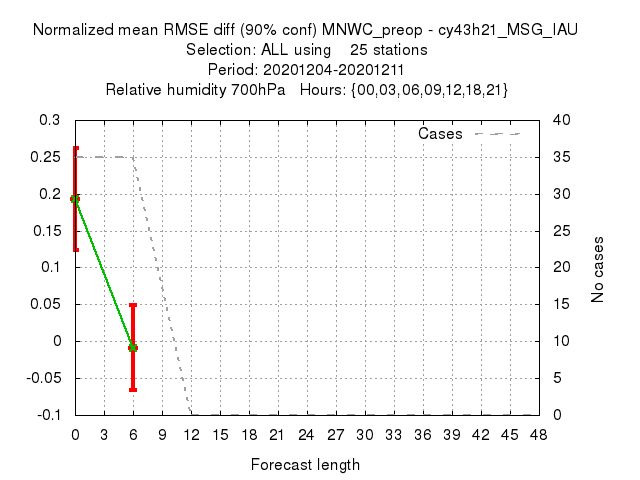 Normalized mean RMSE diff (90% conf) MNWC_preop - cy43h21_MSG_IAU
Selection: ALL using    25 stations
Period: 20201204-20201211
Relative humidity 700hPa   Hours: {00,03,06,09,12,18,21}
0.3
0.25
0.2
0.15
0.1
0.05
0
-0.05
-0.1
Cases
40
35
30
25
20
15
10
5
0
No cases
0 3 6 9 12 15 18 21 24 27 30 33 36 39 42 45 48
Forecast length